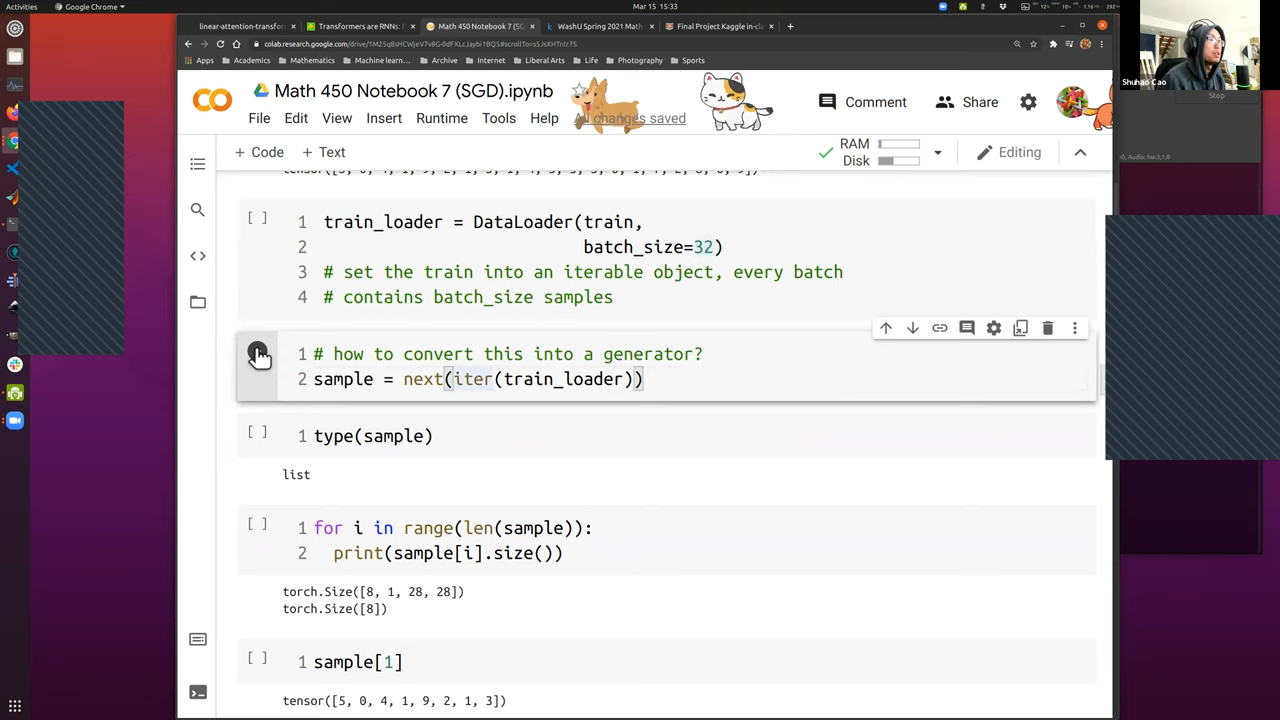 Activities
Google Chrome
Mar 15 15:33
linear-attention-transfor
Transformers are RNNs: F
Math 450 Notebook 7 (SGD
WashU Spring 2021 Math
Final Project Kaggle in-cla
Shuhao Cao
Apps
Academics
Mathematics
Machine learn...
Archive
Internet
Liberal Arts
Life
Photography
Sports
Math 450 Notebook 7 (SGD).ipynb
File Edit View Insert Runtime Tools Help All changes saved
Comment
Share
+ Code + Text
RAM
Disk
Editing
Stop
[ ]
1 train_loader = DataLoader(train,
2 batch_size=32)
3 # set the train into an iterable object, every batch
4 # contains batch_size samples
1 # how to convert this into a generator?
2 sample = next(iter(train_loader))
[ ] 1 type(sample)
list
[ ] 1 for i in range(len(sample)):
2 print(sample[i].size())
torch.Size([8, 1, 28, 28])
torch.Size([8])
[ ] 1 sample[1]
tensor([5, 0, 4, 1, 9, 2, 1, 3])